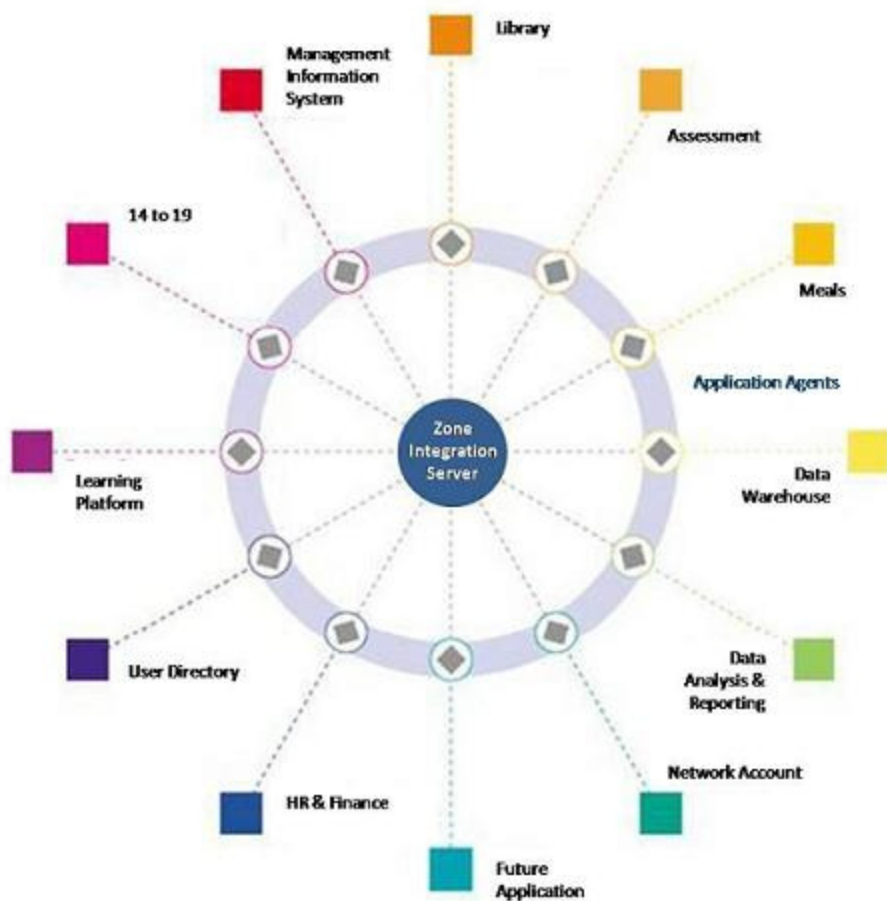 Library
Management
Information
System
Assessment
14 to 19
Meals
Application Agents
Zone
Integration
Server
Learning
Platform
Data
Warehouse
User Directory
Data
Analysis &
Reporting
Network Account
HR & Finance
Future
Application